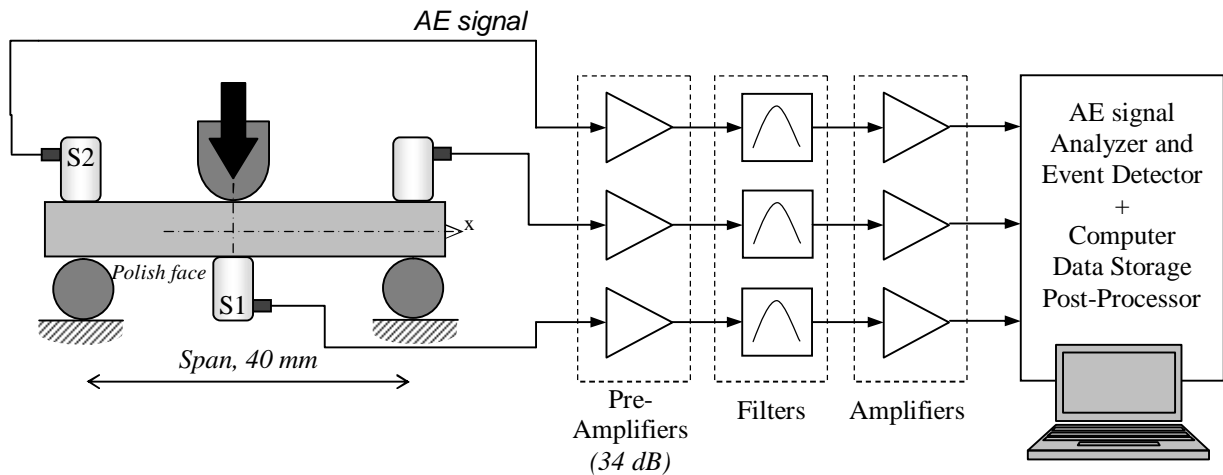 AE signal
S2
x
Polish face
S1
Span, 40 mm
Pre-
Amplifiers
(34 dB)
Filters
Amplifiers
AE signal
Analyzer and
Event Detector
+
Computer
Data Storage
Post-Processor